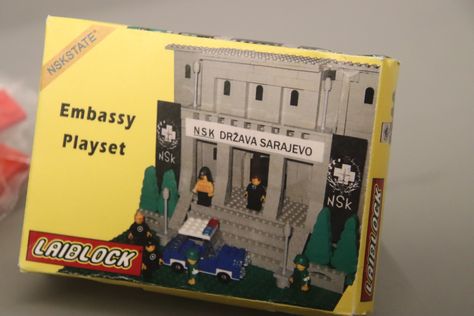 NSKSTATE®
Embassy
Playset
NSK DRŽAVA SARAJEVO
NSK
NSK
LAIBLOCK
LAIBLOCK